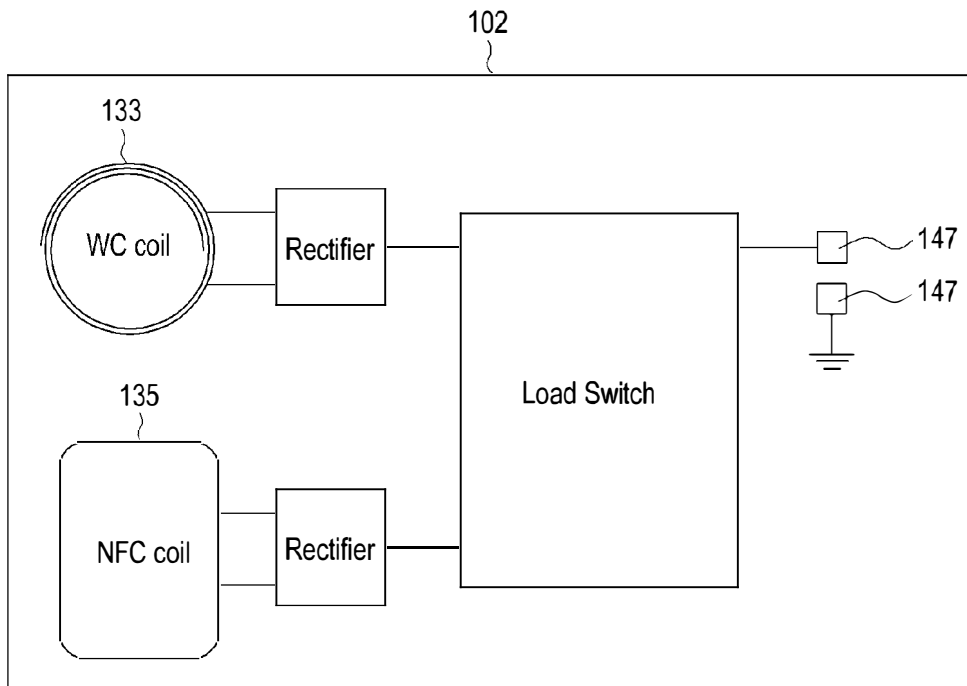 102
133
WC coil
Rectifier
147
147
Load Switch
135
NFC coil
Rectifier